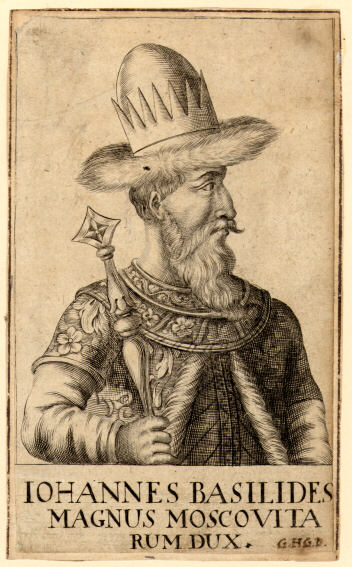 IOHANNES BASILIDES
MAGNUS MOSCOVITA
RUM DUX.